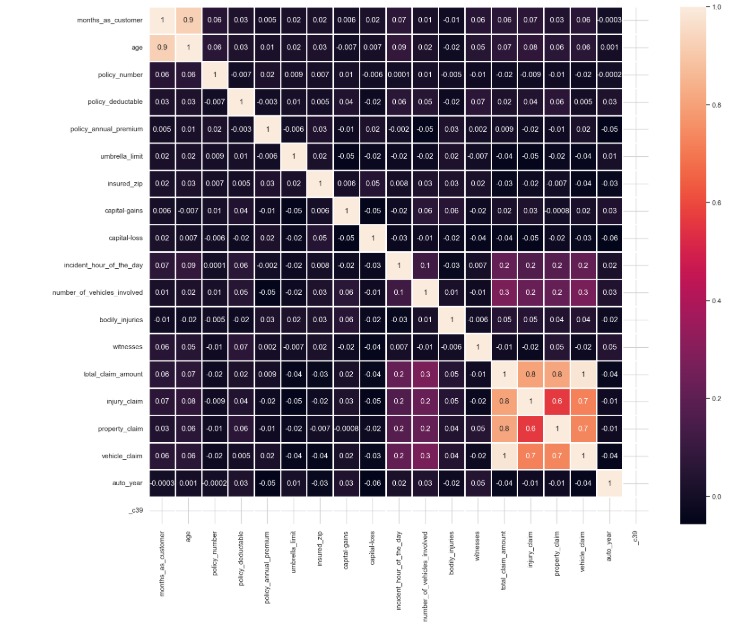 months_as_customer 1 0.9 0.06 0.03 0.005 0.02 0.02 0.006 0.02 0.07 0.01 -0.01 0.06 0.06 0.07 0.03 0.06 -0.0003
age 0.9 1 0.06 0.03 0.01 0.02 0.03 -0.007 0.007 0.09 0.02 -0.02 0.05 0.07 0.08 0.06 0.06 0.001
policy_number 0.06 0.06 1 -0.007 0.02 0.009 0.007 0.01 -0.006 0.0001 0.01 -0.005 -0.01 -0.02 -0.009 -0.01 -0.02 -0.0002
policy_deductable 0.03 0.03 -0.007 1 -0.003 0.01 0.005 0.04 -0.02 0.06 0.05 -0.02 0.07 0.02 0.04 0.06 0.005 0.03
policy_annual_premium 0.005 0.01 0.02 -0.003 1 -0.006 0.03 -0.01 0.02 -0.002 -0.05 0.03 0.002 0.009 -0.02 -0.01 0.02 -0.05
umbrella_limit 0.02 0.02 0.009 0.01 -0.006 1 0.02 -0.05 -0.02 -0.02 -0.02 0.02 -0.007 -0.04 -0.05 -0.02 -0.04 0.01
insured_zip 0.02 0.03 0.007 0.005 0.03 0.02 1 0.006 0.05 0.008 0.03 0.03 0.02 -0.03 -0.02 -0.007 -0.04 -0.03
capital-gains 0.006 -0.007 0.01 0.04 -0.01 -0.05 0.006 1 -0.05 -0.02 0.06 0.06 -0.02 0.02 0.03 -0.0008 0.02 0.03
capital-loss 0.02 0.007 -0.006 -0.02 0.02 -0.02 0.05 -0.05 1 -0.03 -0.01 -0.02 -0.04 -0.04 -0.05 -0.02 -0.03 -0.06
incident_hour_of_the_day 0.07 0.09 0.0001 0.06 -0.002 -0.02 0.008 -0.02 -0.03 1 0.1 -0.03 0.007 0.2 0.2 0.2 0.2 0.02
number_of_vehicles_involved 0.01 0.02 0.01 0.05 -0.05 -0.02 0.03 0.06 -0.01 0.1 1 0.01 -0.01 0.3 0.2 0.2 0.3 0.03
bodily_injuries -0.01 -0.02 -0.005 -0.02 0.03 0.02 0.03 0.06 -0.02 -0.03 0.01 1 -0.006 0.05 0.05 0.04 0.04 -0.02
witnesses 0.06 0.05 -0.01 0.07 0.002 -0.007 0.02 -0.02 -0.04 0.007 -0.01 -0.006 1 -0.01 -0.02 0.05 -0.02 0.05
total_claim_amount 0.06 0.07 -0.02 0.02 0.009 -0.04 -0.03 0.02 -0.04 0.2 0.3 0.05 -0.01 1 0.8 0.8 1 -0.04
injury_claim 0.07 0.08 -0.009 0.04 -0.02 -0.05 -0.02 0.03 -0.05 0.2 0.2 0.05 -0.02 0.8 1 0.6 0.7 -0.01
property_claim 0.03 0.06 -0.01 0.06 -0.01 -0.02 -0.007 -0.0008 -0.02 0.2 0.2 0.04 0.05 0.8 0.6 1 0.7 -0.01
vehicle_claim 0.06 0.06 -0.02 0.005 0.02 -0.04 -0.04 0.02 -0.03 0.2 0.3 0.04 -0.02 1 0.7 0.7 1 -0.04
auto_year -0.0003 0.001 -0.0002 0.03 -0.05 0.01 -0.03 0.03 -0.06 0.02 0.03 -0.02 0.05 -0.04 -0.01 -0.01 -0.04 1
_c39
months_as_customer
age
policy_number
policy_deductable
policy_annual_premium
umbrella_limit
insured_zip
capital-gains
capital-loss
incident_hour_of_the_day
number_of_vehicles_involved
bodily_injuries
witnesses
total_claim_amount
injury_claim
property_claim
vehicle_claim
auto_year
_c39
1.0
0.8
0.6
0.4
0.2
0.0